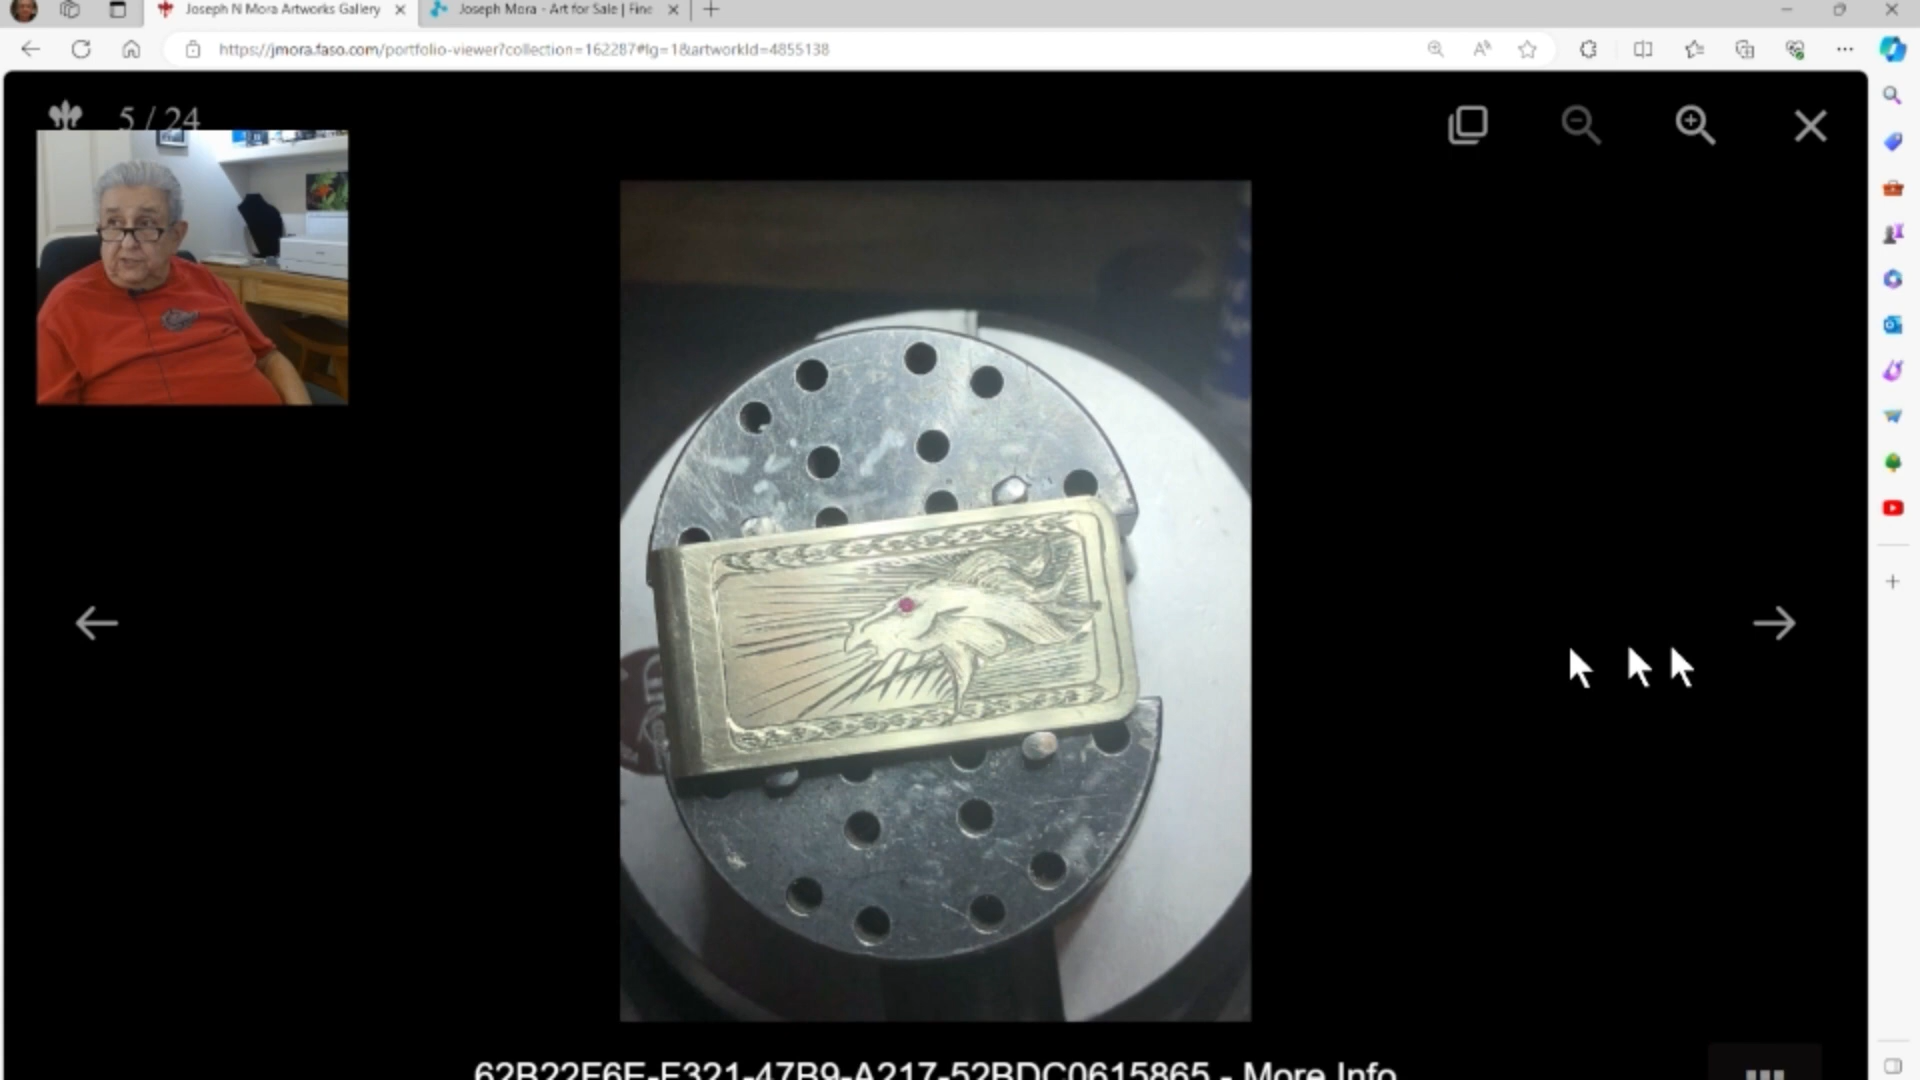 Joseph N Mora Artworks Gallery
Joseph Mora - Art for Sale | Fine
https://jmora.faso.com/portfolio-viewer?collection=162287#lg=1&artworkId=4855138
5 / 24
62B22E6E-F321-47B9-A217-52BDC0615865 - More Info